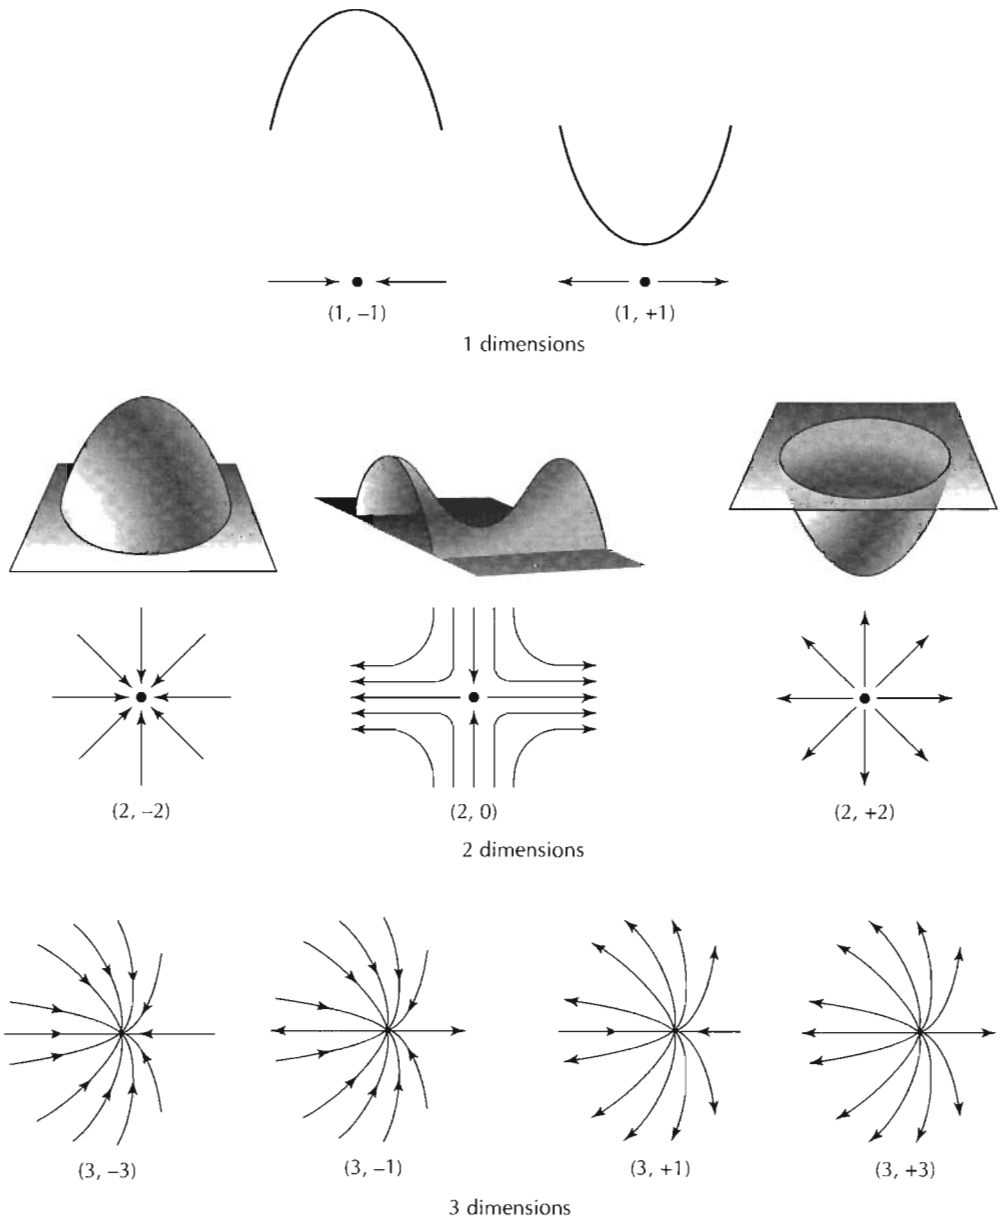 (1, –1) (1, +1)
1 dimensions
(2, –2) (2, 0) (2, +2)
2 dimensions
(3, –3) (3, –1) (3, +1) (3, +3)
3 dimensions